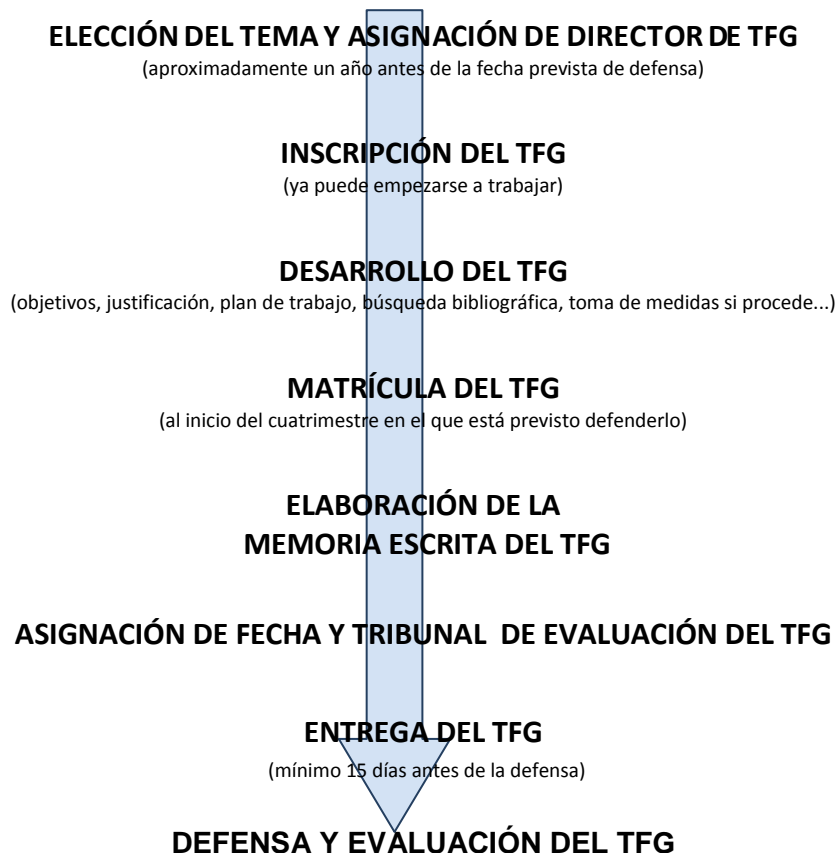 ELECCIÓN DEL TEMA Y ASIGNACIÓN DE DIRECTOR DE TFG
(aproximadamente un año antes de la fecha prevista de defensa)
INSCRIPCIÓN DEL TFG
(ya puede empezarse a trabajar)
DESARROLLO DEL TFG
(objetivos, justificación, plan de trabajo, búsqueda bibliográfica, toma de medidas si procede...)
MATRÍCULA DEL TFG
(al inicio del cuatrimestre en el que está previsto defenderlo)
ELABORACIÓN DE LA
MEMORIA ESCRITA DEL TFG
ASIGNACIÓN DE FECHA Y TRIBUNAL DE EVALUACIÓN DEL TFG
ENTREGA DEL TFG
(mínimo 15 días antes de la defensa)
DEFENSA Y EVALUACIÓN DEL TFG